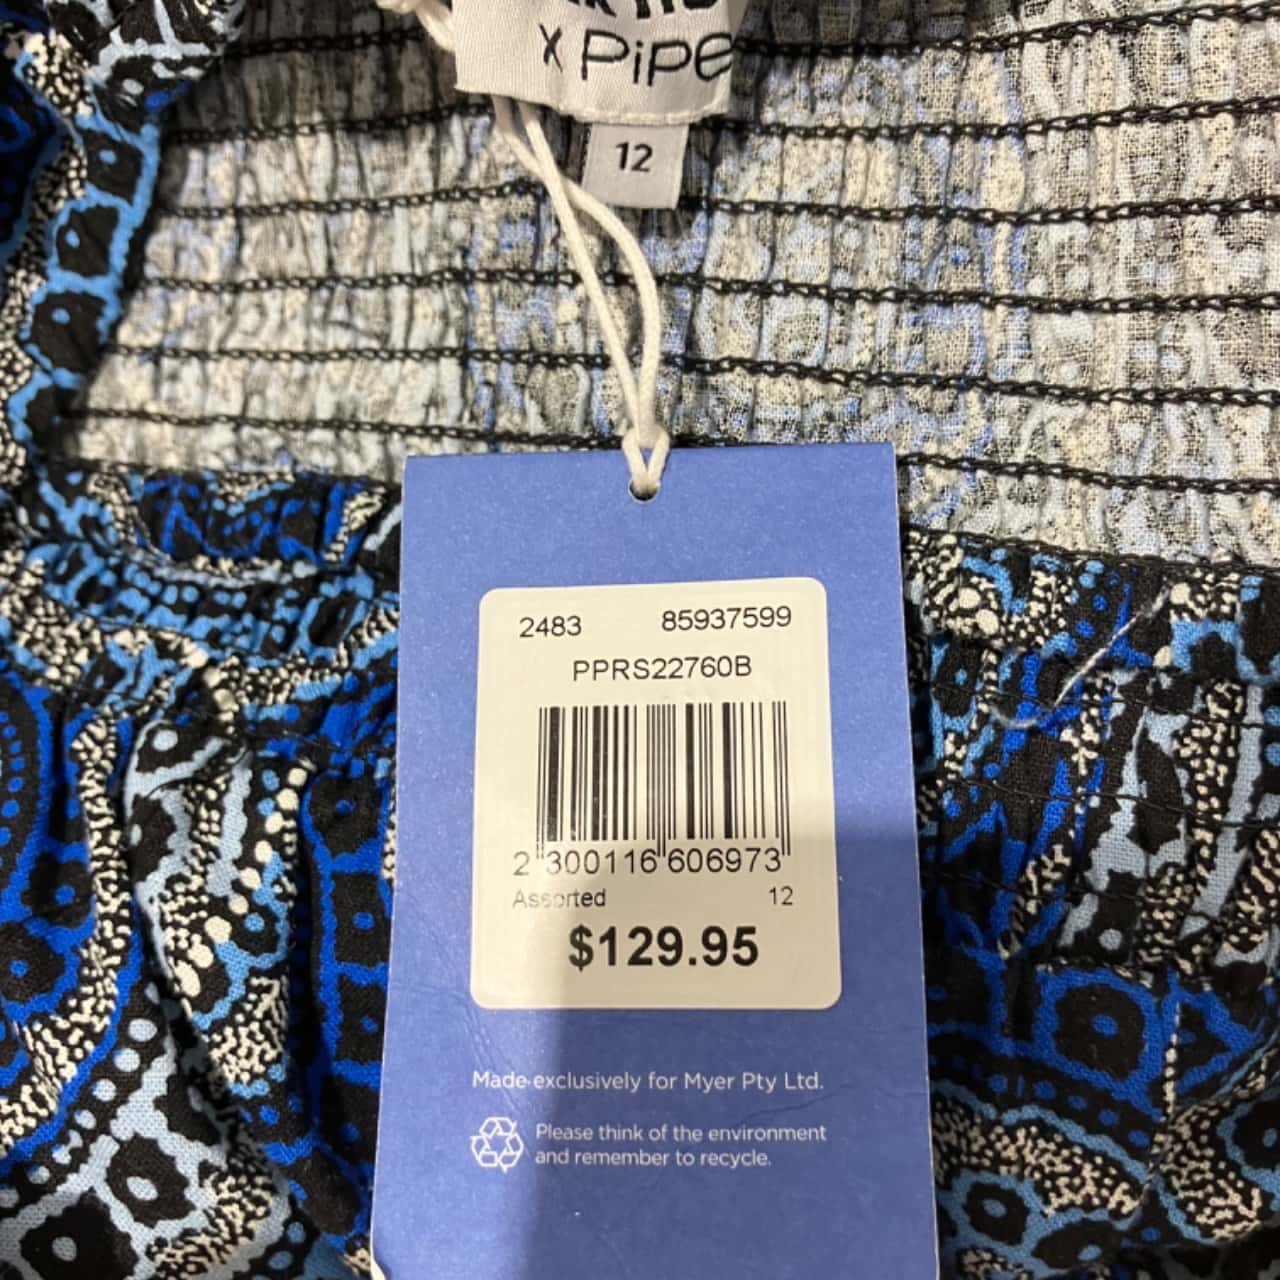 x Pipe
12
2483 85937599
PPRS22760B
2 300116 606973
Assorted 12
$129.95
Made exclusively for Myer Pty Ltd.
Please think of the environment
and remember to recycle.